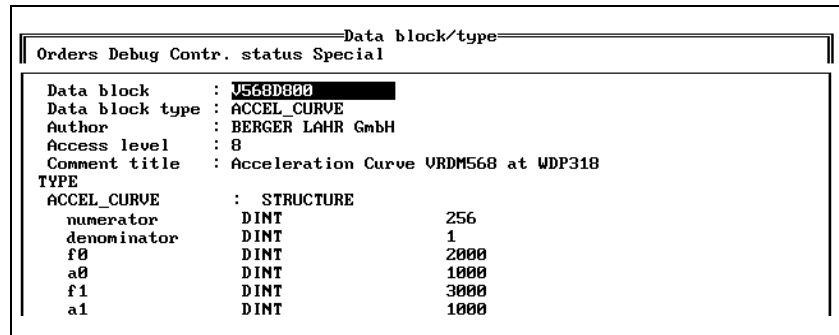 Data block/type
Orders Debug Contr. status Special
Data block : V568D800
Data block type : ACCEL_CURVE
Author : BERGER LAHR GmbH
Access level : 8
Comment title : Acceleration Curve VRDM568 at WDP318
TYPE
ACCEL_CURVE : STRUCTURE
numerator DINT 256
denominator DINT 1
f0 DINT 2000
a0 DINT 1000
f1 DINT 3000
a1 DINT 1000